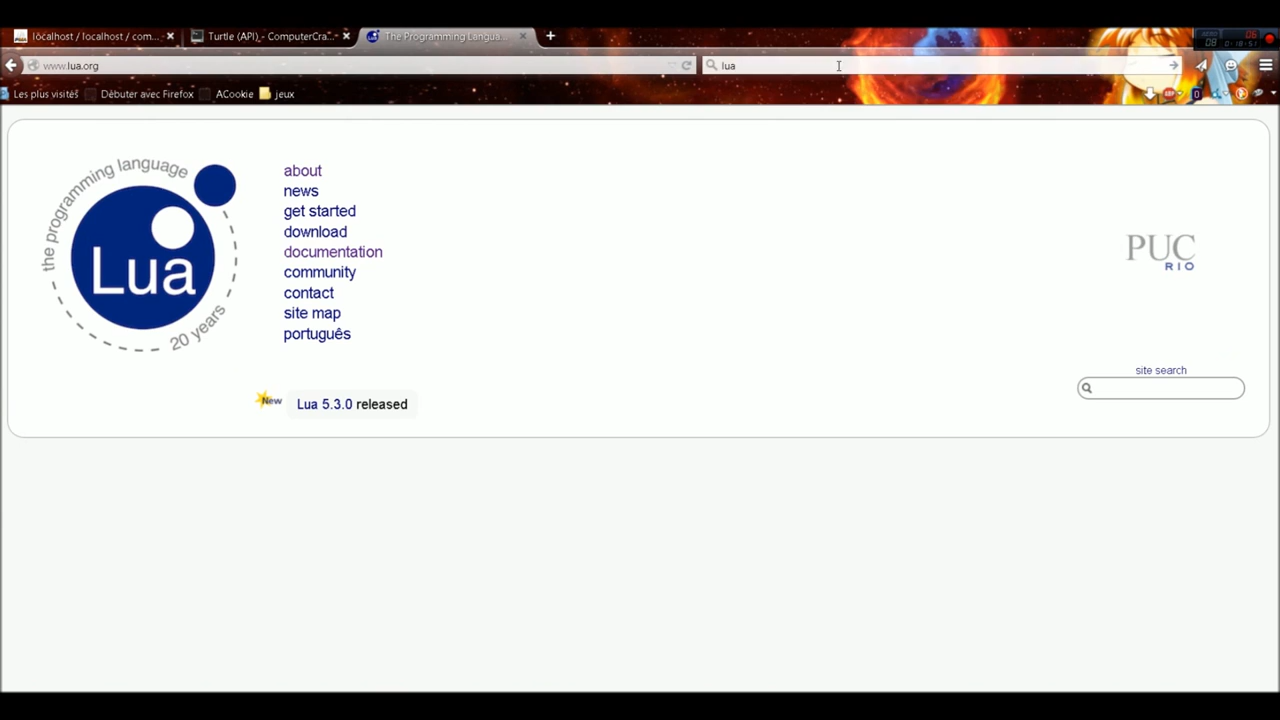 localhost / localhost / com...
Turtle (API) - ComputerCra...
The Programming Langua...
www.lua.org
lua
Les plus visités
Débuter avec Firefox
ACookie
jeux
the programming language
Lua
20 years
about
news
get started
download
documentation
community
contact
site map
português
PUC
RIO
site search
New
Lua 5.3.0 released